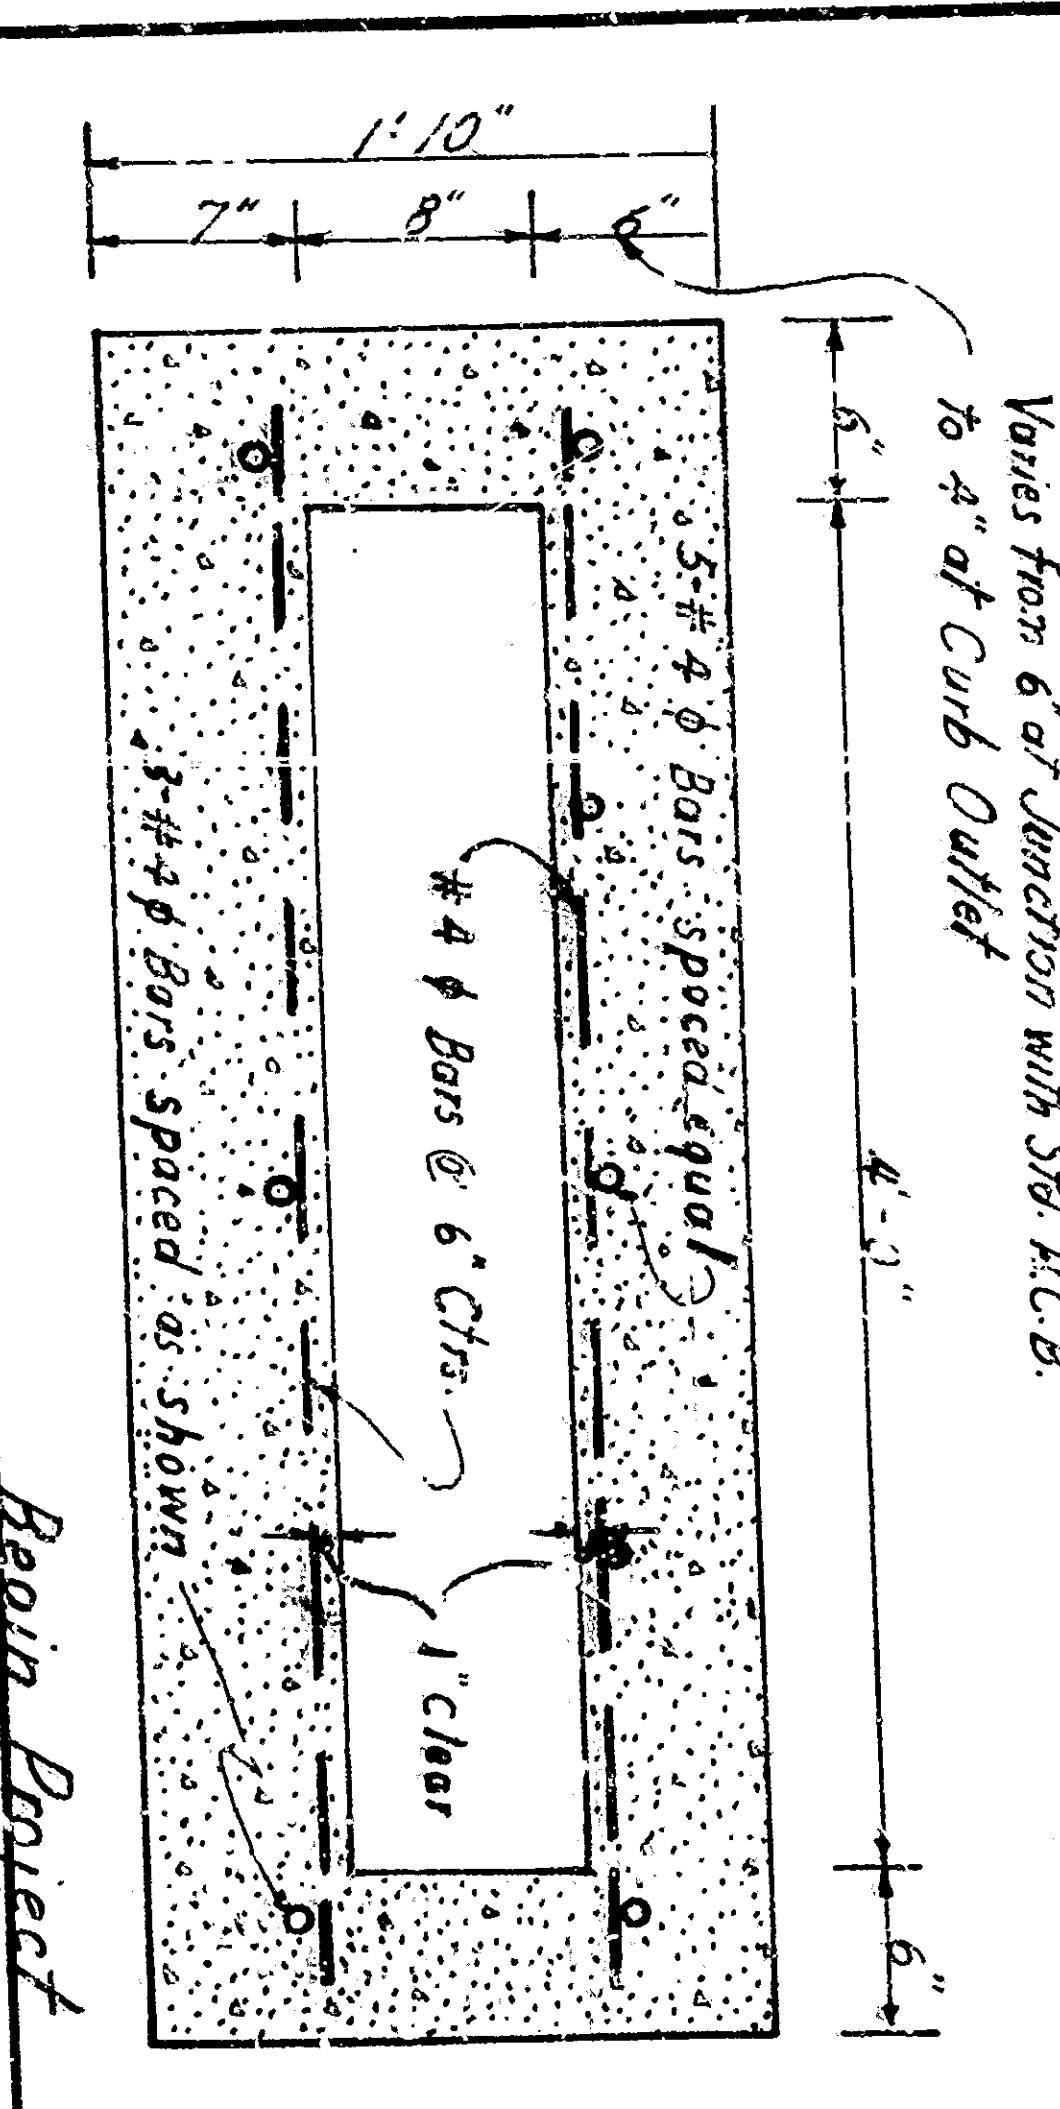 Varies from 6" at Junction with Std. H.C.B.
to 4" at Curb Outlet
1'-10"
7"
8"
6"
6"
4'-0"
6"
5-#4 ϕ Bars spaced equal
#4 ϕ Bars @ 6" Ctrs.
1" Clear
3-#4 ϕ Bars spaced as shown
Begin Project